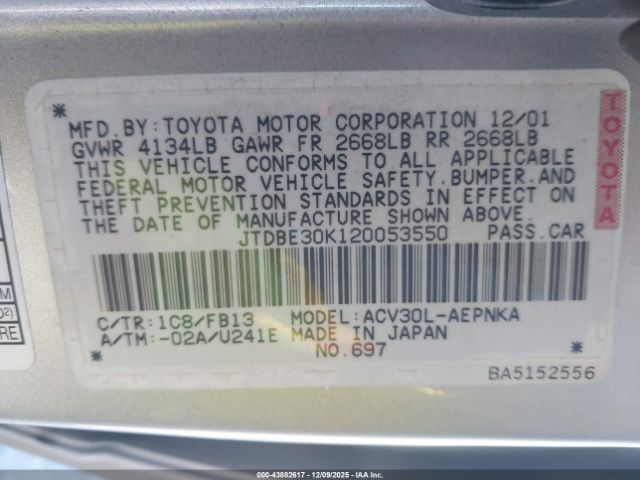 * MFD.BY:TOYOTA MOTOR CORPORATION 12/01
GVWR 4134LB GAWR FR 2668LB RR 2668LB
THIS VEHICLE CONFORMS TO ALL APPLICABLE
FEDERAL MOTOR VEHICLE SAFETY,BUMPER,AND
THEFT PREVENTION STANDARDS IN EFFECT ON
THE DATE OF MANUFACTURE SHOWN ABOVE.
JTDBE30K120053550 PASS.CAR
C/TR:1C8/FB13 MODEL:ACV30L-AEPNKA
A/TM:-02A/U241E MADE IN JAPAN
* NO.697 *
BA5152556
TOYOTA
M
O2)
RE
000-43882617 - 12/09/2025 - IAAI, Inc.